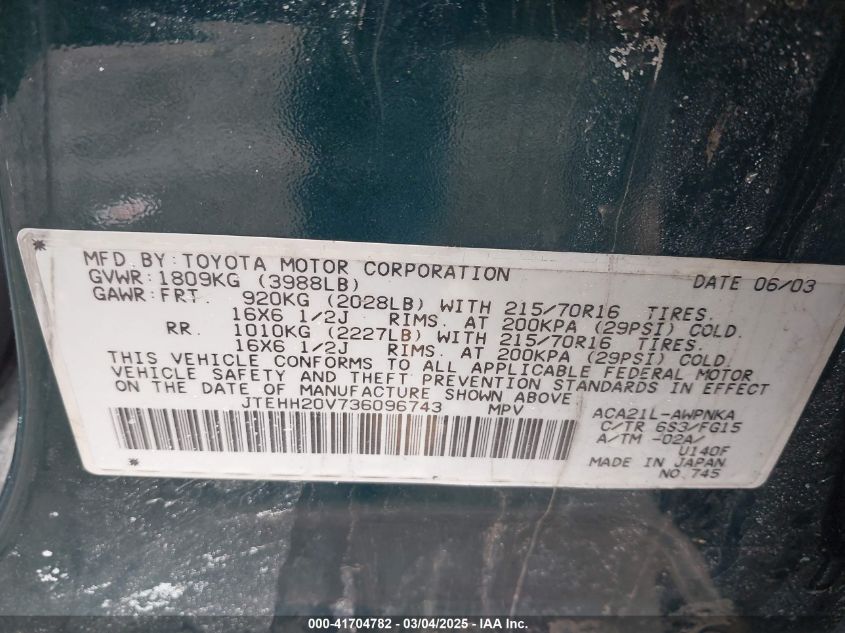 MFD BY: TOYOTA MOTOR CORPORATION DATE 06/03
GVWR: 1809KG (3988LB)
GAWR: FRT. 920KG (2028LB) WITH 215/70R16 TIRES.
16X6 1/2J RIMS. AT 200KPA (29PSI) COLD.
RR. 1010KG (2227LB) WITH 215/70R16 TIRES.
16X6 1/2J RIMS. AT 200KPA (29PSI) COLD.
THIS VEHICLE CONFORMS TO ALL APPLICABLE FEDERAL MOTOR
VEHICLE SAFETY AND THEFT PREVENTION STANDARDS IN EFFECT
ON THE DATE OF MANUFACTURE SHOWN ABOVE
JTEHH20V736096743 MPV ACA21L-AWPNKA
C/TR 6S3/FG15
A/TM -02A/
U140F
MADE IN JAPAN
NO.745
000-41704782 - 03/04/2025 - IAA Inc.